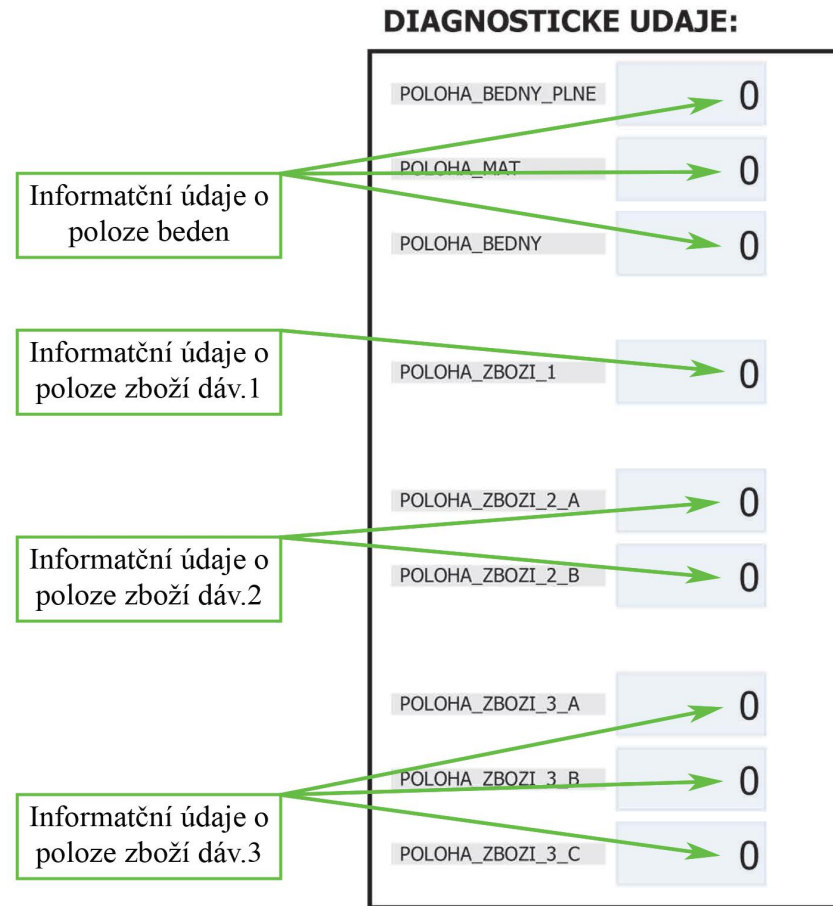 DIAGNOSTICKE UDAJE:
POLOHA_BEDNY_PLNE 0
POLOHA_MAT 0
Informatční údaje o
poloze beden
POLOHA_BEDNY 0
Informatční údaje o
poloze zboží dáv.1
POLOHA_ZBOZI_1 0
POLOHA_ZBOZI_2_A 0
Informatční údaje o
poloze zboží dáv.2
POLOHA_ZBOZI_2_B 0
POLOHA_ZBOZI_3_A 0
POLOHA_ZBOZI_3_B 0
Informatční údaje o
poloze zboží dáv.3
POLOHA_ZBOZI_3_C 0